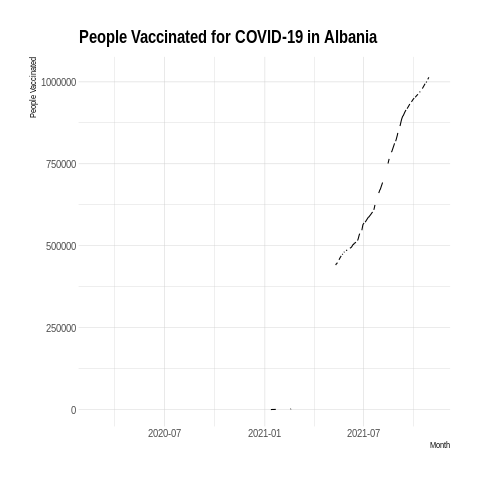 People Vaccinated for COVID-19 in Albania
People Vaccinated
1000000
750000
500000
250000
0
2020-07
2021-01
2021-07
Month